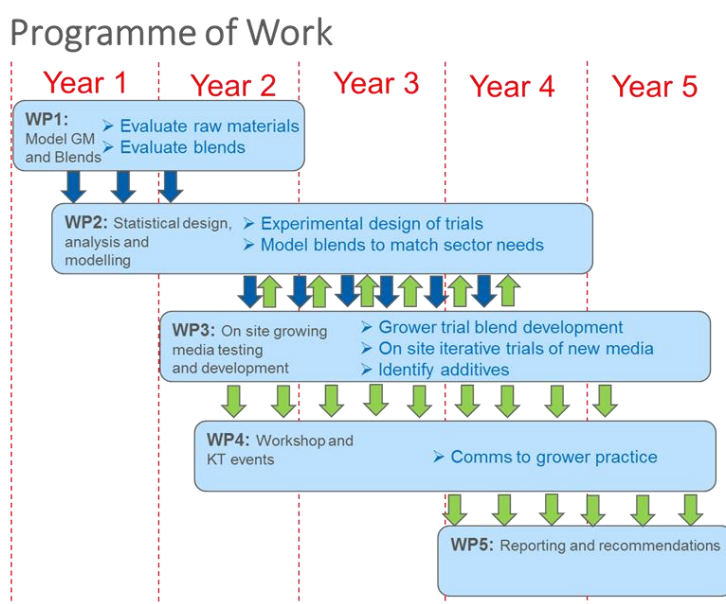 Programme of Work
Year 1
Year 2
Year 3
Year 4
Year 5
WP1:
Model GM
and Blends
➢ Evaluate raw materials
➢ Evaluate blends
WP2: Statistical design,
analysis and
modelling
➢ Experimental design of trials
➢ Model blends to match sector needs
WP3: On site growing
media testing
and development
➢ Grower trial blend development
➢ On site iterative trials of new media
➢ Identify additives
WP4: Workshop and
KT events
➢ Comms to grower practice
WP5: Reporting and recommendations